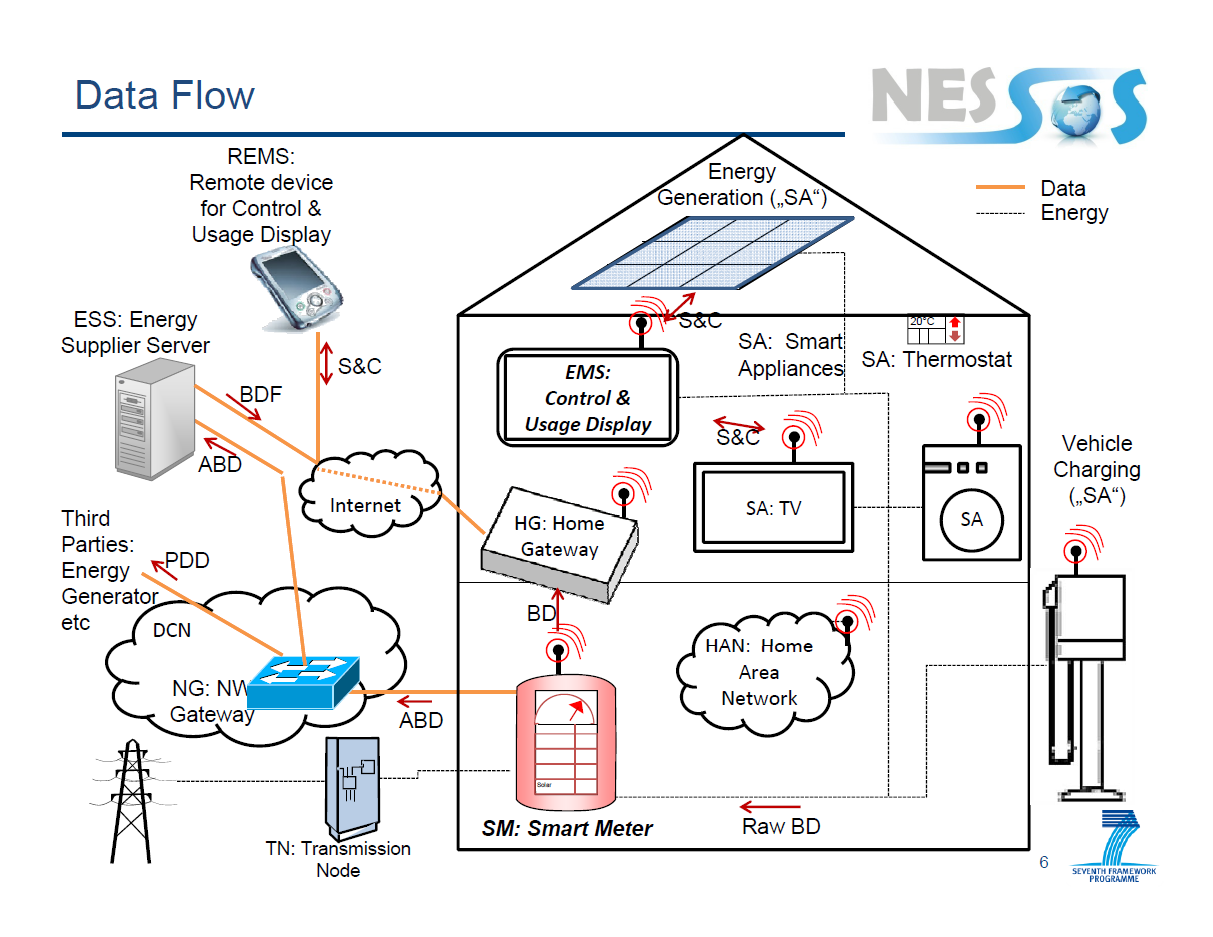 Data Flow
NESSOS
REMS:
Remote device
for Control &
Usage Display
Energy
Generation („SA“)
Data
Energy
ESS: Energy
Supplier Server
S&C
BDF
ABD
S&C
SA: Smart
Appliances
20°C
SA: Thermostat
EMS:
Control &
Usage Display
S&C
Vehicle
Charging
(„SA“)
Internet
HG: Home
Gateway
SA: TV
SA
Third
Parties:
Energy
Generator
etc
PDD
DCN
NG: NW
Gateway
BD
HAN: Home
Area
Network
ABD
Solar
SM: Smart Meter
Raw BD
TN: Transmission
Node
6
SEVENTH FRAMEWORK
PROGRAMME